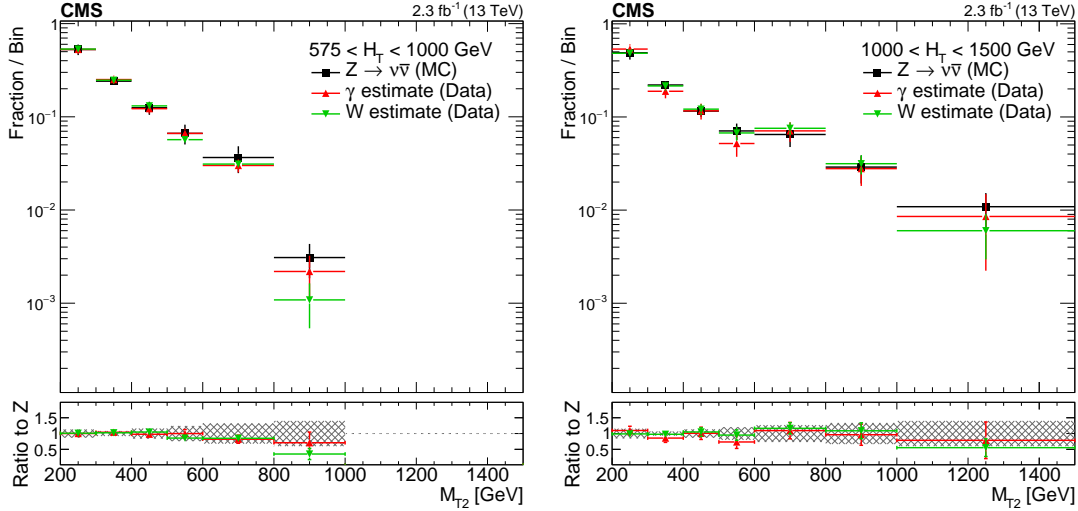 CMS 2.3 fb⁻¹ (13 TeV)
Fraction / Bin
575 < H_T < 1000 GeV
Z → νν̅ (MC)
γ estimate (Data)
W estimate (Data)
1
10⁻¹
10⁻²
10⁻³
Ratio to Z
1.5
1
0.5
200 400 600 800 1000 1200 1400
M_T2 [GeV]
CMS 2.3 fb⁻¹ (13 TeV)
Fraction / Bin
1000 < H_T < 1500 GeV
Z → νν̅ (MC)
γ estimate (Data)
W estimate (Data)
1
10⁻¹
10⁻²
10⁻³
Ratio to Z
1.5
1
0.5
200 400 600 800 1000 1200 1400
M_T2 [GeV]